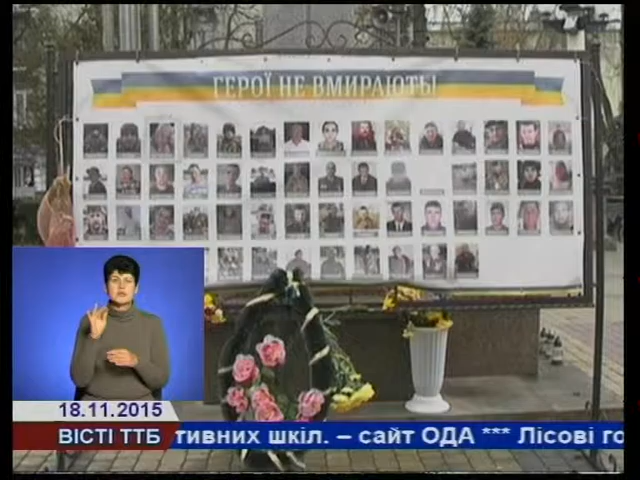 ГЕРОЇ НЕ ВМИРАЮТЬ!
18.11.2015
ВІСТІ ТТБ тивних шкіл. – сайт ОДА *** Лісові го